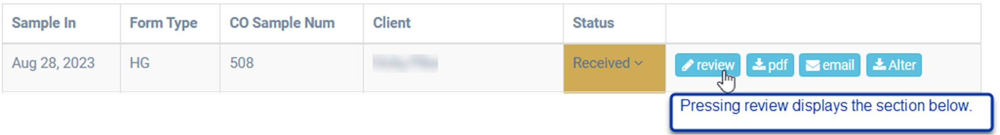 Sample In Form Type CO Sample Num Client Status
Aug 28, 2023 HG 508 Received review pdf email Alter
Pressing review displays the section below.